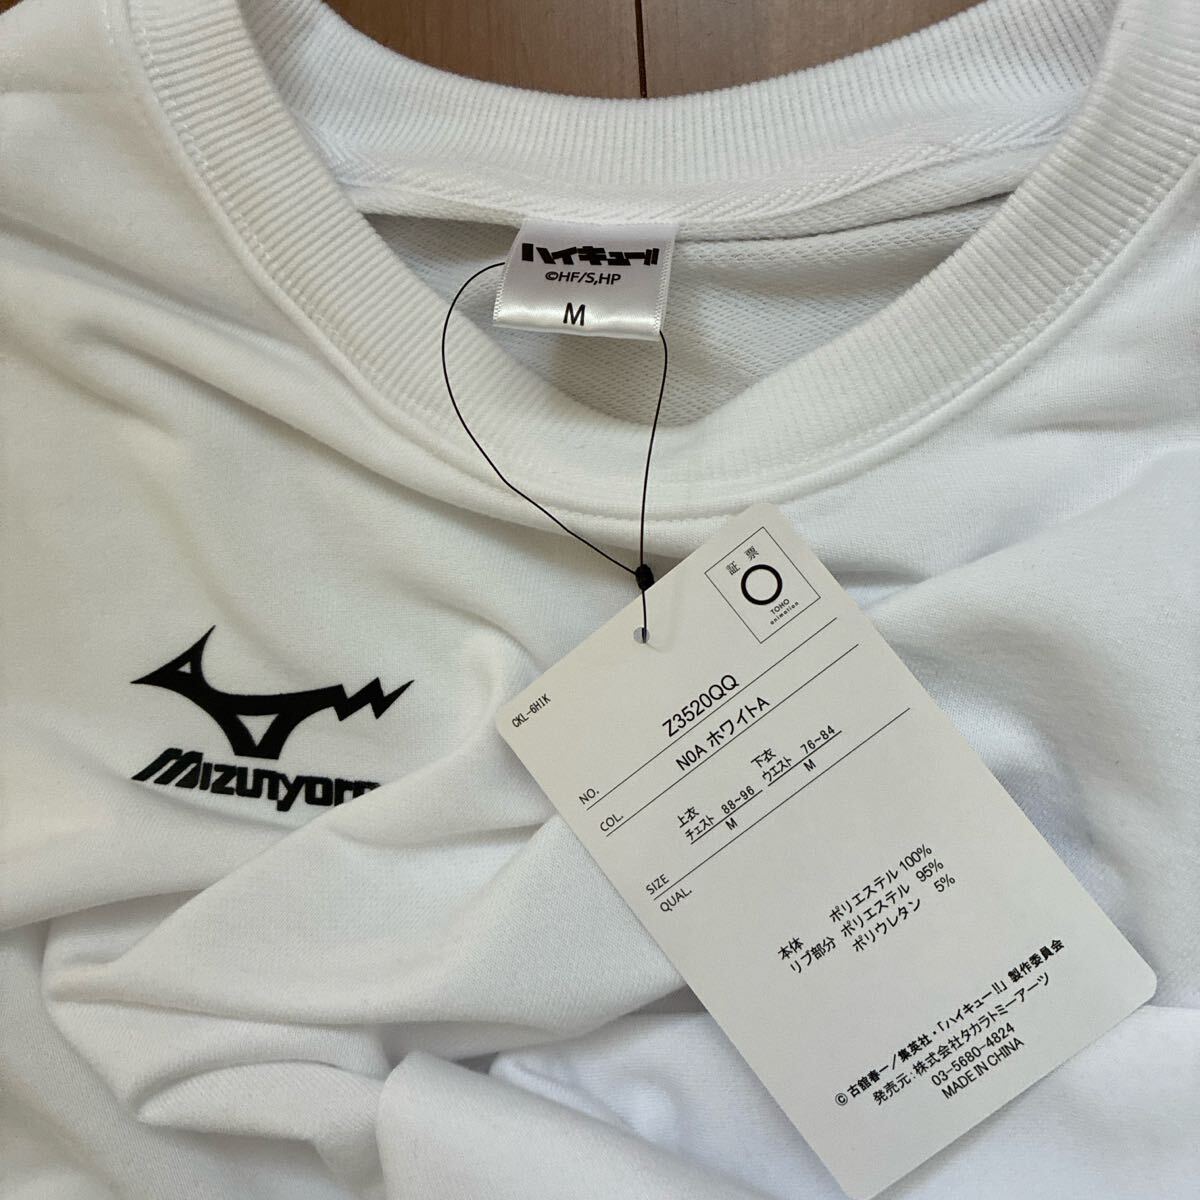 ハイキュー!!
©HF/S,HP
M
証票
TOHO
animation
CKL-6H1K
NO. Z3520QQ
COL. N0A ホワイトA
上衣 下衣
チェスト 88~96 ウエスト 76~84
SIZE M M
QUAL.
本体 ポリエステル 100%
リブ部分 ポリエステル 95%
ポリウレタン 5%
© 古舘春一／集英社・「ハイキュー!!」製作委員会
発売元：株式会社タカラトミーアーツ
03-5680-4824
MADE IN CHINA